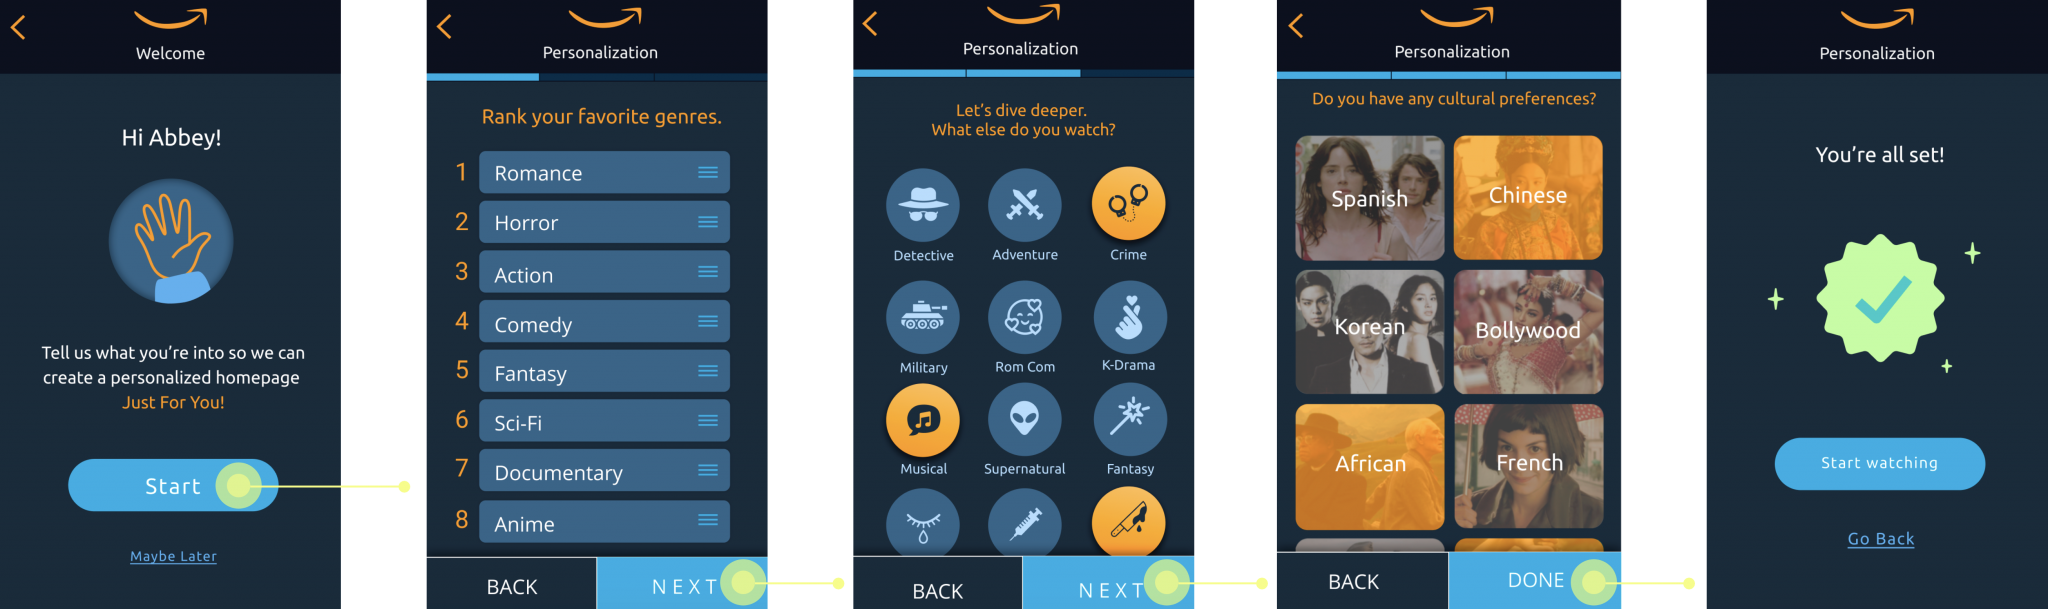 Welcome
Hi Abbey!
Tell us what you're into so we can
create a personalized homepage
Just For You!
Start
Maybe Later
Personalization
Rank your favorite genres.
1 Romance
2 Horror
3 Action
4 Comedy
5 Fantasy
6 Sci-Fi
7 Documentary
8 Anime
BACK NEXT
Personalization
Let's dive deeper.
What else do you watch?
Detective Adventure Crime
Military Rom Com K-Drama
Musical Supernatural Fantasy
BACK NEXT
Personalization
Do you have any cultural preferences?
Spanish Chinese
Korean Bollywood
African French
BACK DONE
Personalization
You're all set!
Start watching
Go Back